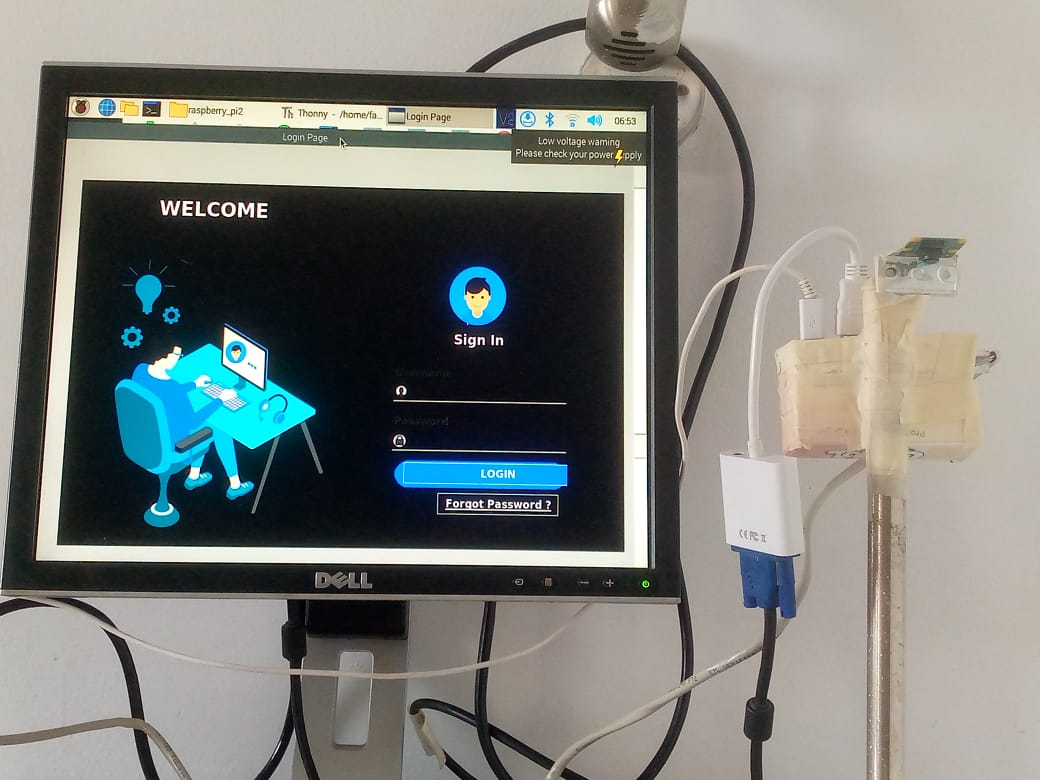 raspberry_pi2
Thonny - /home/fa...
Login Page
06:53
Login Page
Low voltage warning
Please check your power
WELCOME
Sign In
Username
Password
LOGIN
Forgot Password ?
DELL
CE FC